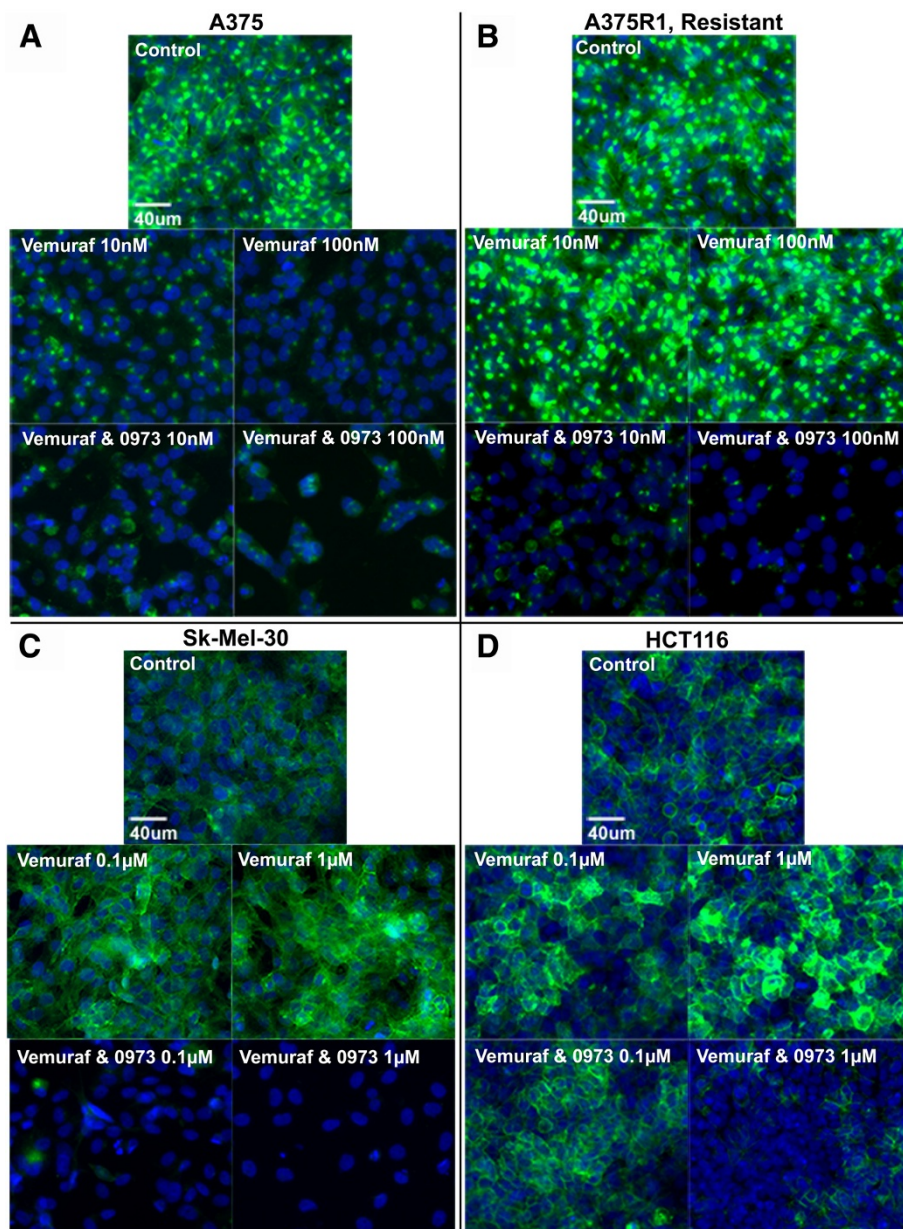 A
A375
Control
40um
Vemuraf 10nM
Vemuraf 100nM
Vemuraf & 0973 10nM
Vemuraf & 0973 100nM
B
A375R1, Resistant
Control
40um
Vemuraf 10nM
Vemuraf 100nM
Vemuraf & 0973 10nM
Vemuraf & 0973 100nM
C
Sk-Mel-30
Control
40um
Vemuraf 0.1µM
Vemuraf 1µM
Vemuraf & 0973 0.1µM
Vemuraf & 0973 1µM
D
HCT116
Control
40um
Vemuraf 0.1µM
Vemuraf 1µM
Vemuraf & 0973 0.1µM
Vemuraf & 0973 1µM